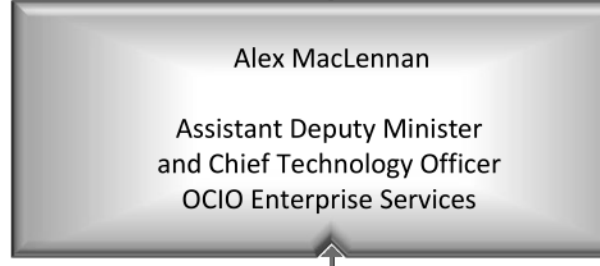 Alex MacLennan
Assistant Deputy Minister
and Chief Technology Officer
OCIO Enterprise Services